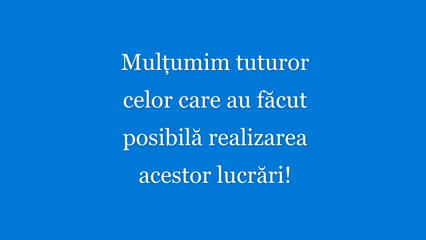 Mulțumim tuturor
celor care au făcut
posibilă realizarea
acestor lucrări!